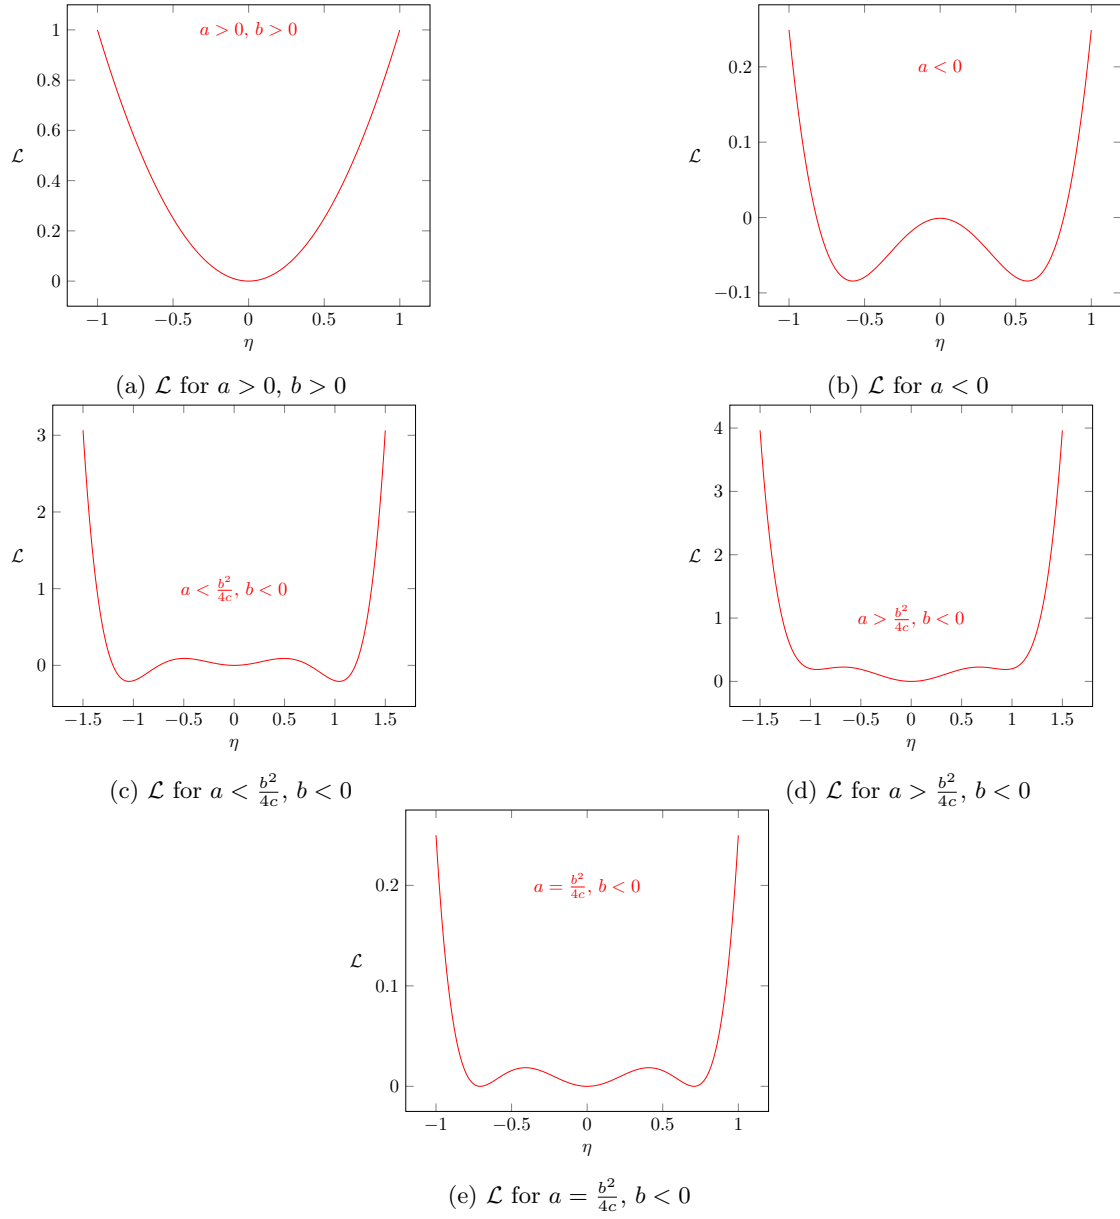 a > 0, b > 0
1
0.8
0.6
0.4
0.2
0
ℒ
−1 −0.5 0 0.5 1
η
(a) ℒ for a > 0, b > 0
a < 0
0.2
0.1
0
−0.1
ℒ
−1 −0.5 0 0.5 1
η
(b) ℒ for a < 0
3
2
1
0
ℒ
a < b²/4c, b < 0
−1.5 −1 −0.5 0 0.5 1 1.5
η
(c) ℒ for a < b²/4c, b < 0
4
3
2
1
0
ℒ
a > b²/4c, b < 0
−1.5 −1 −0.5 0 0.5 1 1.5
η
(d) ℒ for a > b²/4c, b < 0
a = b²/4c, b < 0
0.2
0.1
0
ℒ
−1 −0.5 0 0.5 1
η
(e) ℒ for a = b²/4c, b < 0